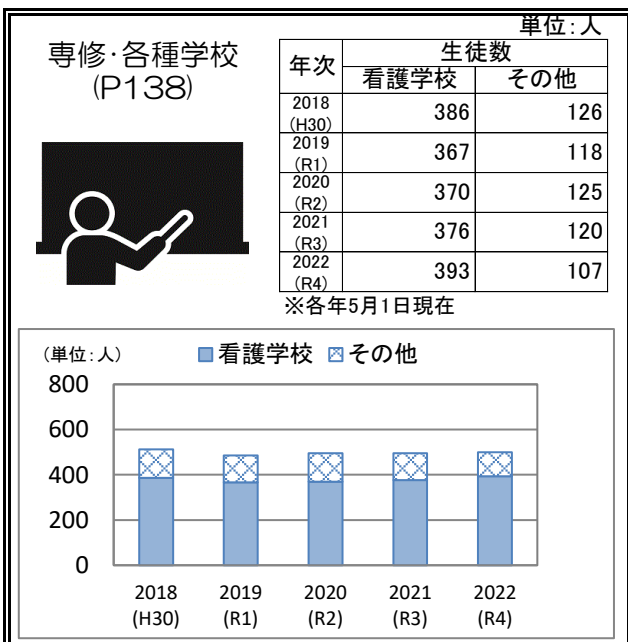 単位：人
専修・各種学校
(P138)
年次 生徒数
看護学校 その他
2018
(H30) 386 126
2019
(R1) 367 118
2020
(R2) 370 125
2021
(R3) 376 120
2022
(R4) 393 107
※各年5月1日現在
（単位：人） 看護学校 その他
800
600
400
200
0
2018 2019 2020 2021 2022
(H30) (R1) (R2) (R3) (R4)